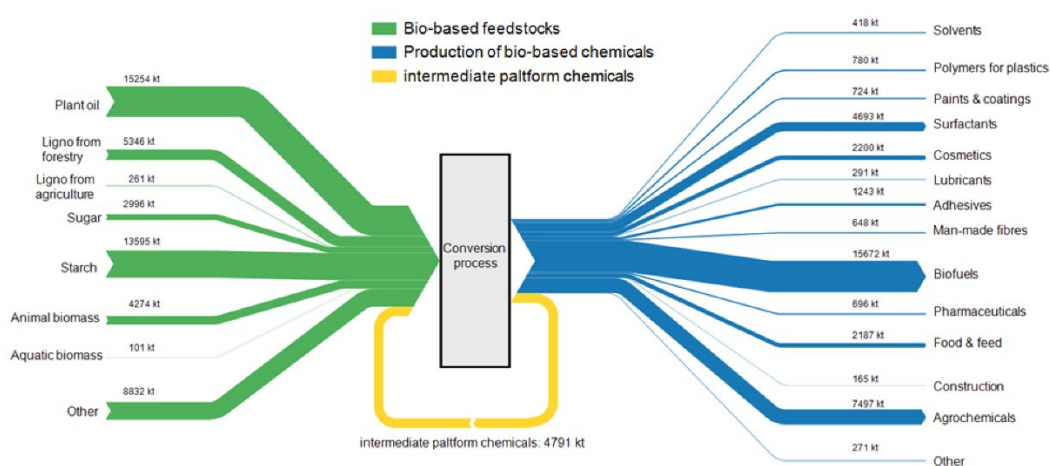 Bio-based feedstocks
Production of bio-based chemicals
intermediate paltform chemicals
15254 kt
Plant oil
5346 kt
Ligno from
forestry
261 kt
Ligno from
agriculture
2996 kt
Sugar
13595 kt
Starch
4274 kt
Animal biomass
101 kt
Aquatic biomass
8832 kt
Other
Conversion
process
intermediate paltform chemicals: 4791 kt
418 kt
Solvents
780 kt
Polymers for plastics
724 kt
Paints & coatings
4693 kt
Surfactants
2200 kt
Cosmetics
291 kt
Lubricants
1243 kt
Adhesives
648 kt
Man-made fibres
15672 kt
Biofuels
696 kt
Pharmaceuticals
2187 kt
Food & feed
165 kt
Construction
7497 kt
Agrochemicals
271 kt
Other